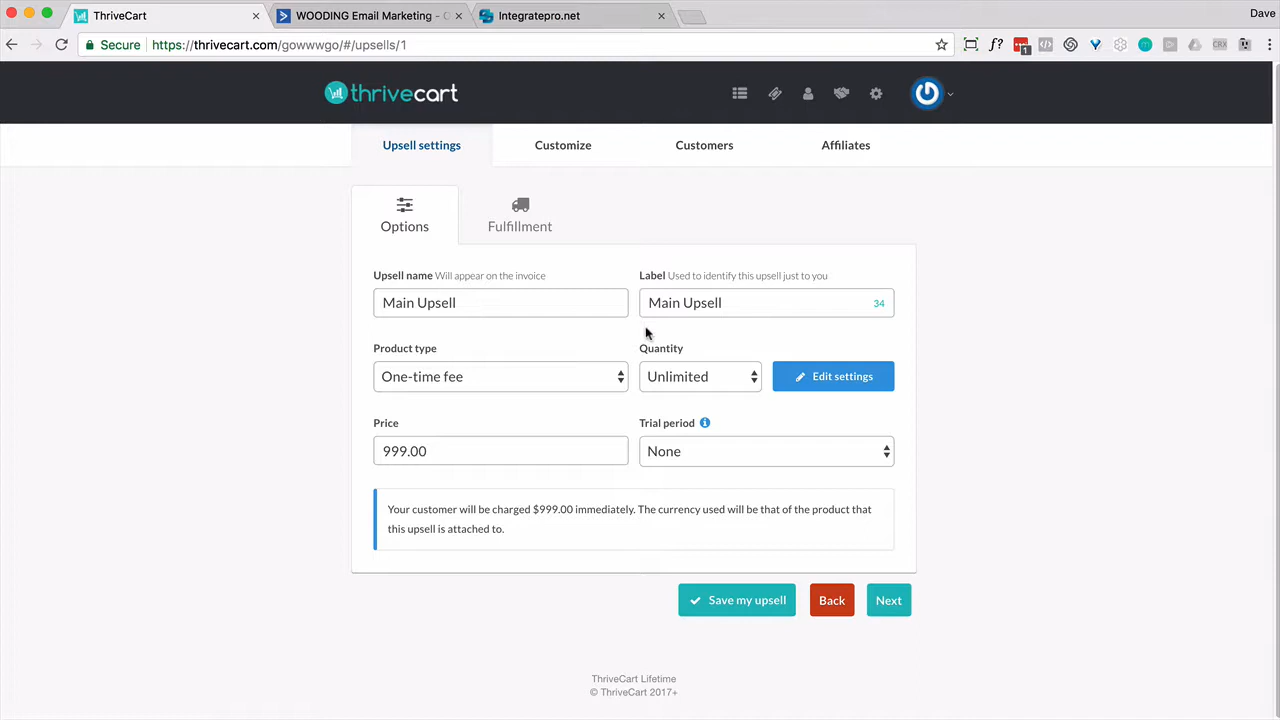 ThriveCart
WOODING Email Marketing -
Integratepro.net
Dave
Secure
https://thrivecart.com/gowwwgo/#/upsells/1
f?
1
CRX
thrivecart
Upsell settings
Customize
Customers
Affiliates
Options
Fulfillment
Upsell name Will appear on the invoice
Label Used to identify this upsell just to you
Main Upsell
Main Upsell
34
Product type
Quantity
One-time fee
Unlimited
Edit settings
Price
Trial period
999.00
None
Your customer will be charged $999.00 immediately. The currency used will be that of the product that
this upsell is attached to.
Save my upsell
Back
Next
ThriveCart Lifetime
© ThriveCart 2017+